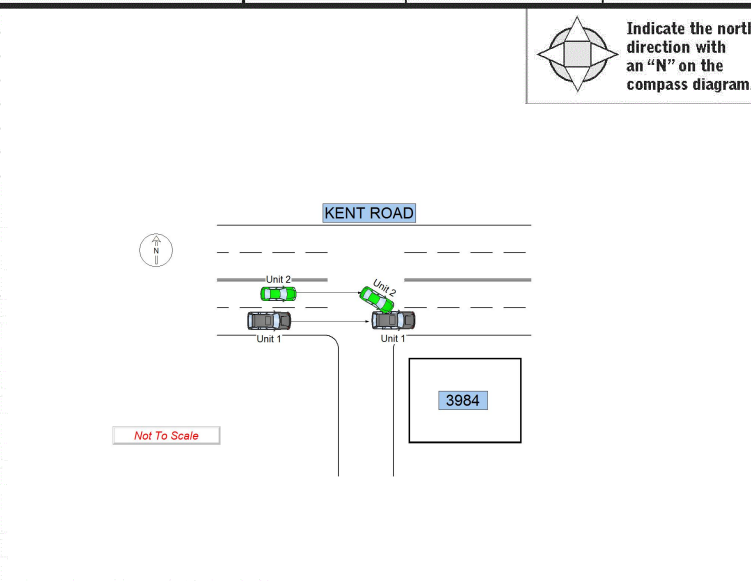 Indicate the north
direction with
an “N” on the
compass diagram.
KENT ROAD
N
Unit 2
Unit 2
Unit 1
Unit 1
3984
Not To Scale